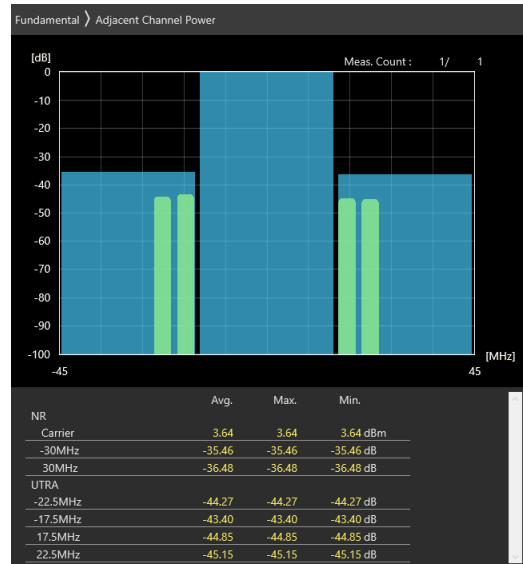 Fundamental 〉 Adjacent Channel Power
[dB]
Meas. Count : 1/ 1
0
-10
-20
-30
-40
-50
-60
-70
-80
-90
-100
[MHz]
-45 45
Avg. Max. Min.
NR
Carrier 3.64 3.64 3.64 dBm
-30MHz -35.46 -35.46 -35.46 dB
30MHz -36.48 -36.48 -36.48 dB
UTRA
-22.5MHz -44.27 -44.27 -44.27 dB
-17.5MHz -43.40 -43.40 -43.40 dB
17.5MHz -44.85 -44.85 -44.85 dB
22.5MHz -45.15 -45.15 -45.15 dB